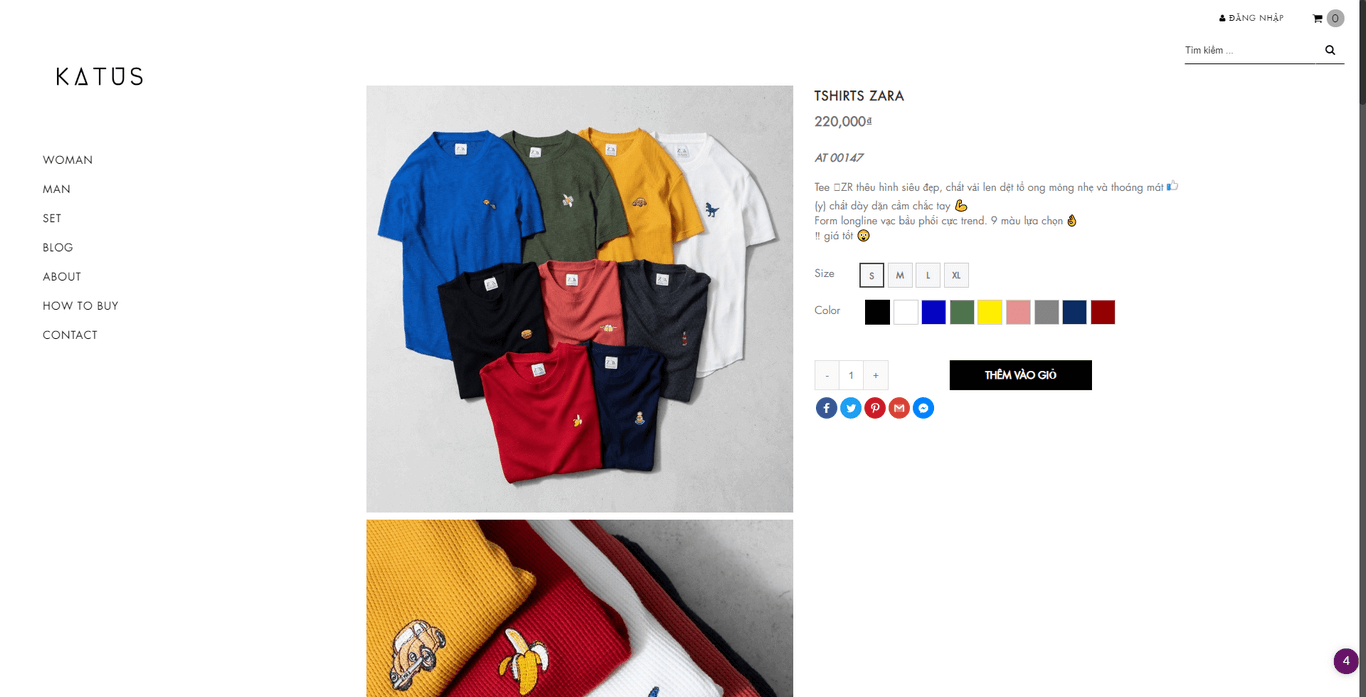 ĐĂNG NHẬP
0
Tìm kiếm ...
KATUS
WOMAN
MAN
SET
BLOG
ABOUT
HOW TO BUY
CONTACT
TSHIRTS ZARA
220,000₫
AT 00147
Tee ZR thêu hình siêu đẹp, chất vải len dệt tổ ong mỏng nhẹ và thoáng mát 👍
(y) chất dày dặn cầm chắc tay 💪
Form longline vạc bầu phối cực trend. 9 màu lựa chọn 👌
‼ giá tốt 😲
Size S M L XL
Color
- 1 +
THÊM VÀO GIỎ
4